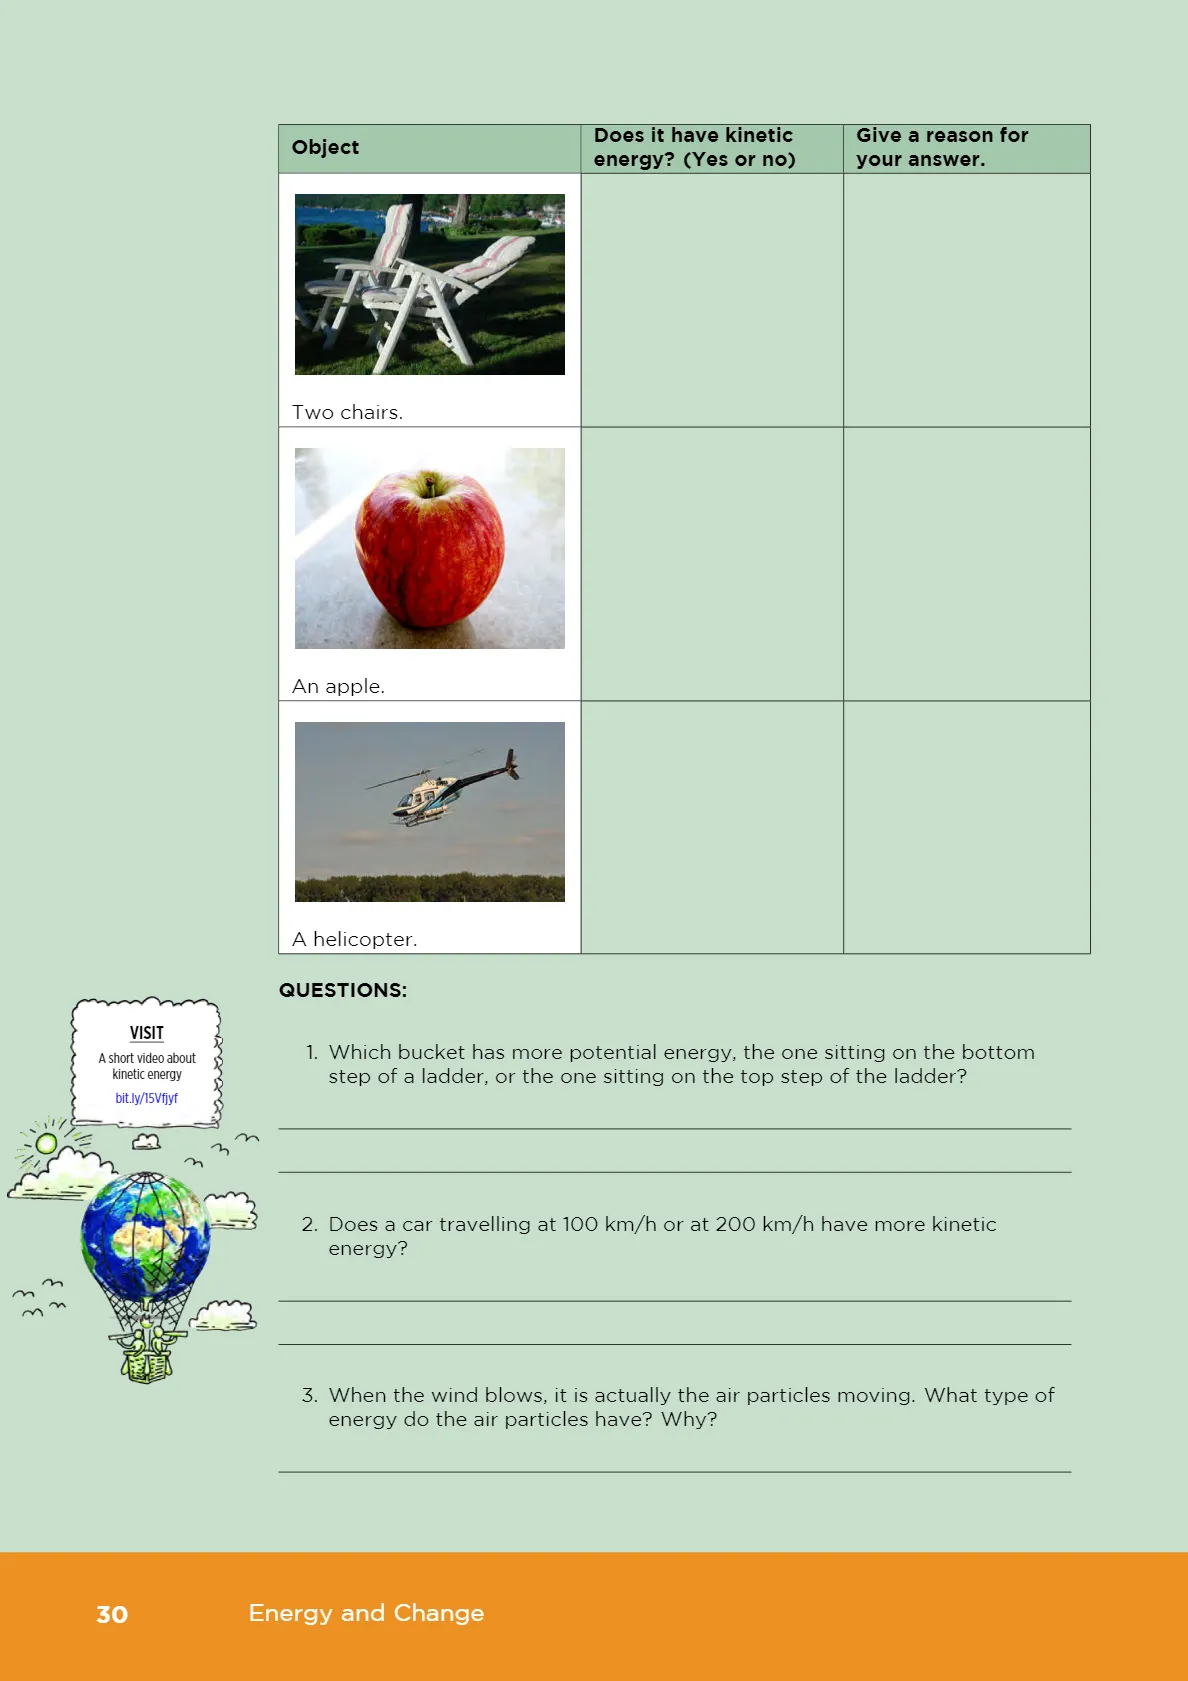 Object
Does it have kinetic
energy? (Yes or no)
Give a reason for
your answer.
Two chairs.
An apple.
A helicopter.
QUESTIONS:
VISIT
A short video about
kinetic energy
bit.ly/15Vfjyf
1. Which bucket has more potential energy, the one sitting on the bottom
step of a ladder, or the one sitting on the top step of the ladder?
2. Does a car travelling at 100 km/h or at 200 km/h have more kinetic
energy?
3. When the wind blows, it is actually the air particles moving. What type of
energy do the air particles have? Why?
30
Energy and Change